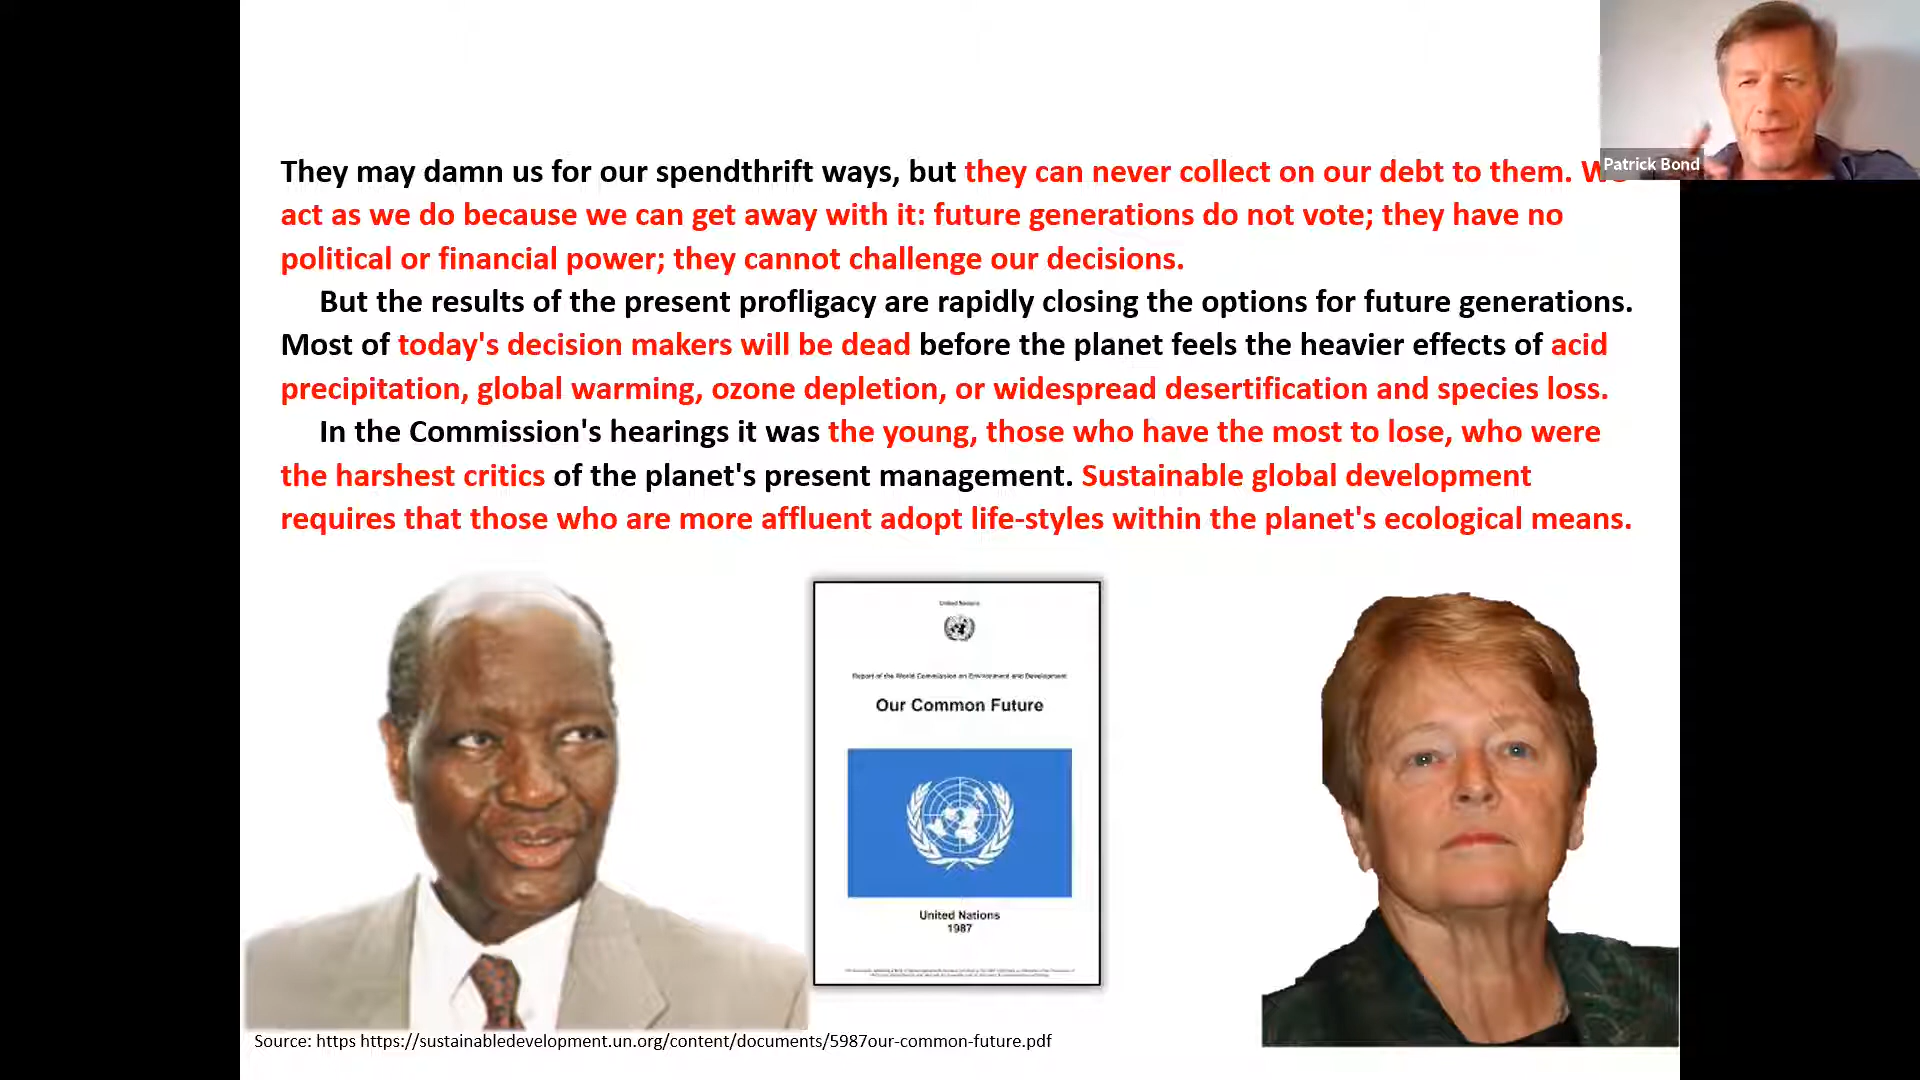 They may damn us for our spendthrift ways, but they can never collect on our debt to them.
Patrick Bond
act as we do because we can get away with it: future generations do not vote; they have no
political or financial power; they cannot challenge our decisions.
But the results of the present profligacy are rapidly closing the options for future generations.
Most of today's decision makers will be dead before the planet feels the heavier effects of acid
precipitation, global warming, ozone depletion, or widespread desertification and species loss.
In the Commission's hearings it was the young, those who have the most to lose, who were
the harshest critics of the planet's present management. Sustainable global development
requires that those who are more affluent adopt life-styles within the planet's ecological means.
United Nations
Report of the World Commission on Environment and Development
Our Common Future
United Nations
1987
Source: https https://sustainabledevelopment.un.org/content/documents/5987our-common-future.pdf